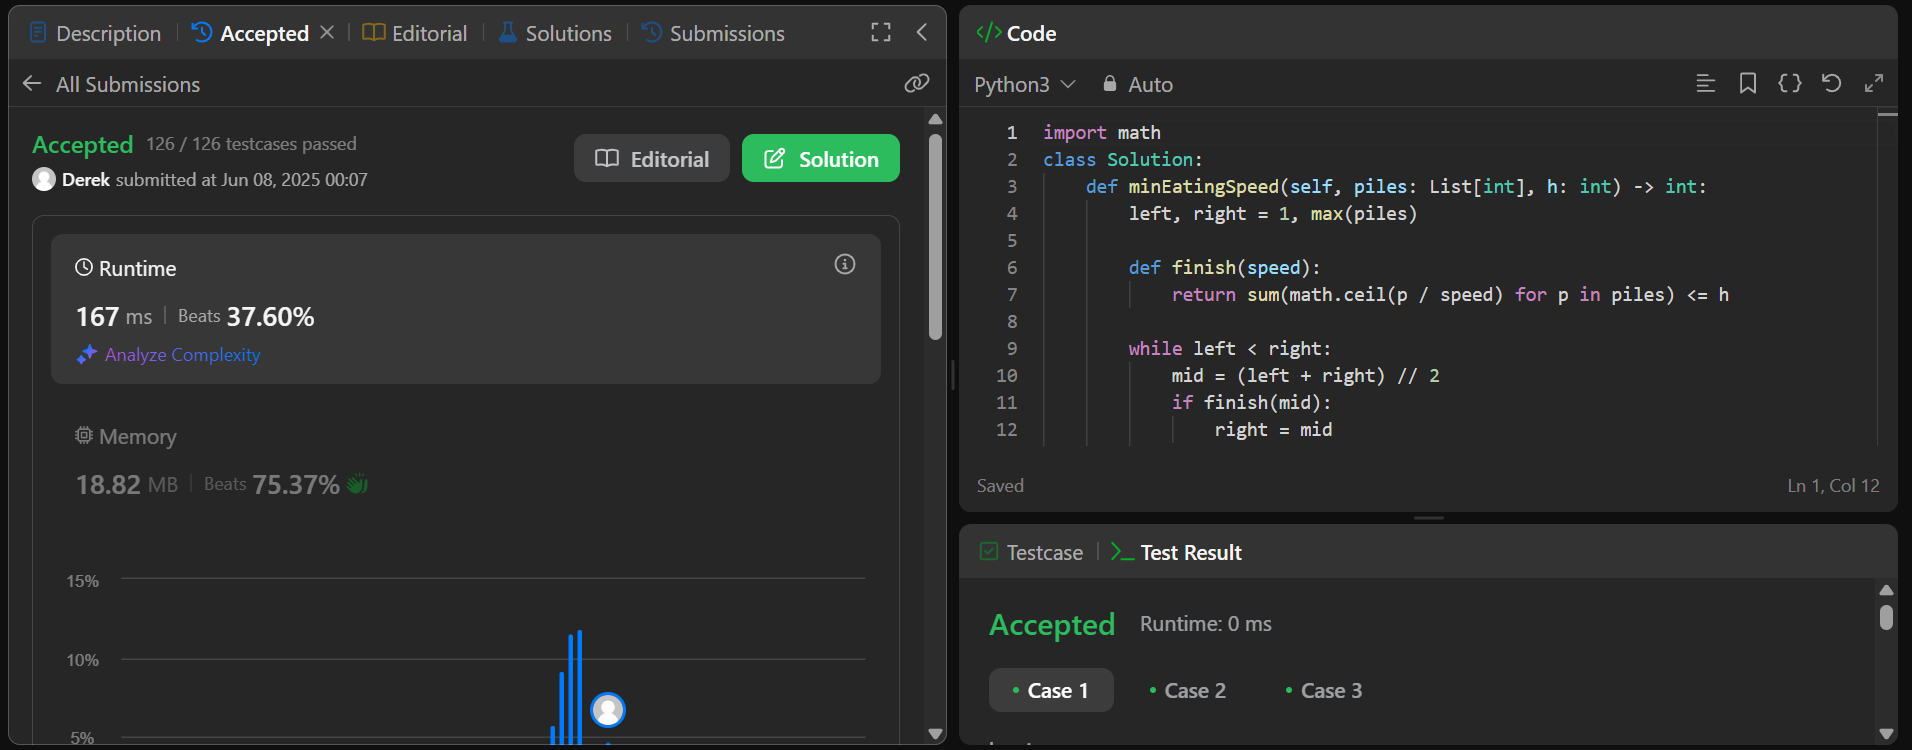 Description
Accepted
Editorial
Solutions
Submissions
All Submissions
Accepted 126 / 126 testcases passed
Derek submitted at Jun 08, 2025 00:07
Editorial
Solution
Runtime
167 ms | Beats 37.60%
Analyze Complexity
Memory
18.82 MB | Beats 75.37%
15%
10%
5%
</> Code
Python3
Auto
1 import math
2 class Solution:
3     def minEatingSpeed(self, piles: List[int], h: int) -> int:
4         left, right = 1, max(piles)
5
6         def finish(speed):
7             return sum(math.ceil(p / speed) for p in piles) <= h
8
9         while left < right:
10             mid = (left + right) // 2
11             if finish(mid):
12                 right = mid
Saved
Ln 1, Col 12
Testcase
Test Result
Accepted Runtime: 0 ms
• Case 1
• Case 2
• Case 3